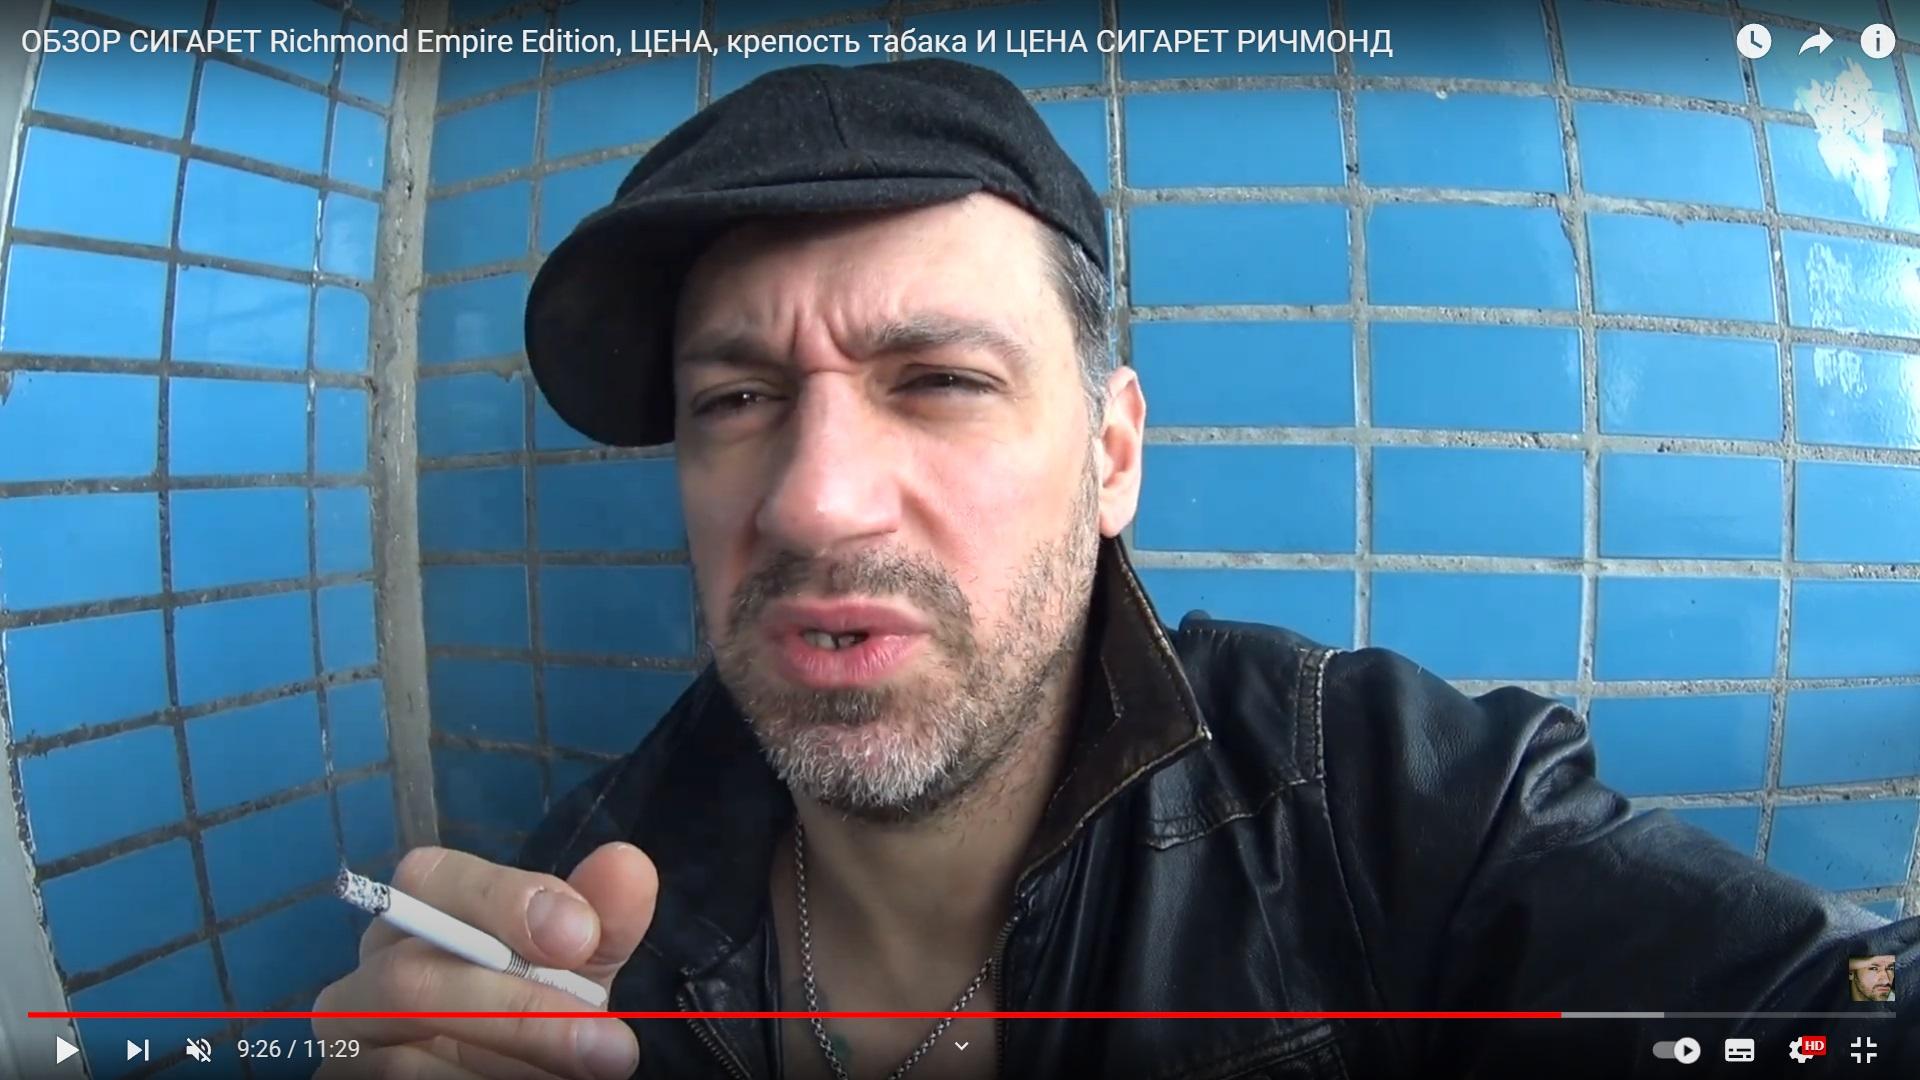 ОБЗОР СИГАРЕТ Richmond Empire Edition, ЦЕНА, крепость табака И ЦЕНА СИГАРЕТ РИЧМОНД
9:26 / 11:29
HD